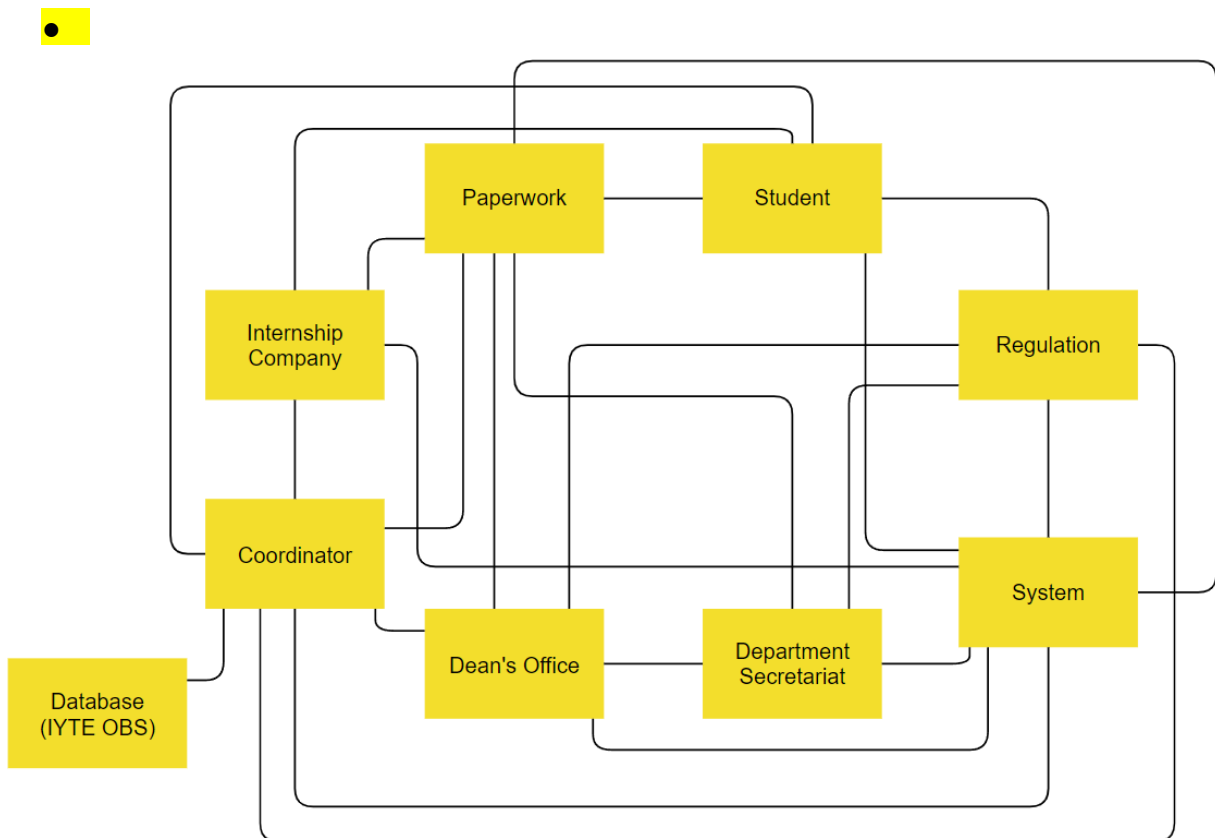 Paperwork
Student
Internship
Company
Regulation
Coordinator
System
Dean's Office
Department
Secretariat
Database
(IYTE OBS)